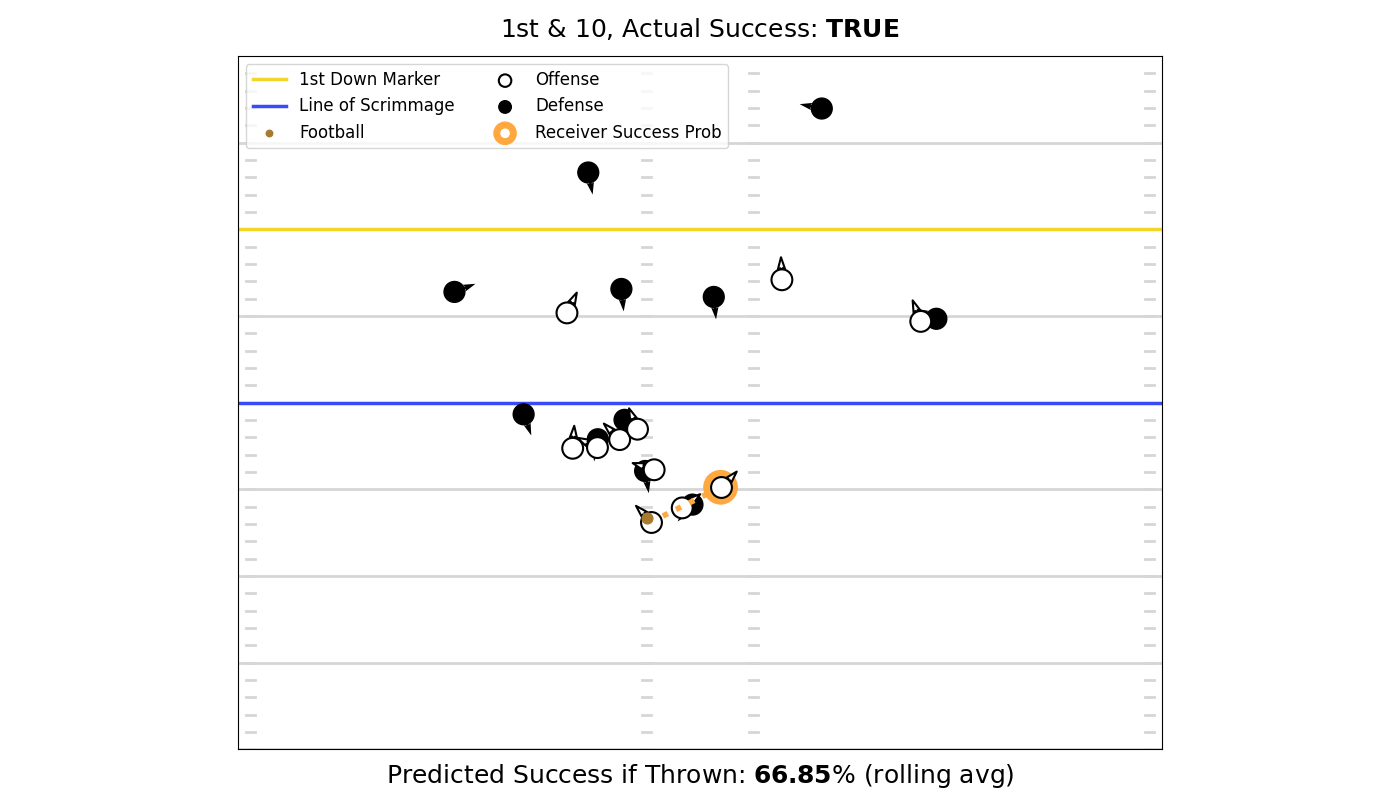 1st & 10, Actual Success: TRUE
1st Down Marker
Line of Scrimmage
Football
Offense
Defense
Receiver Success Prob
Predicted Success if Thrown: 66.85% (rolling avg)